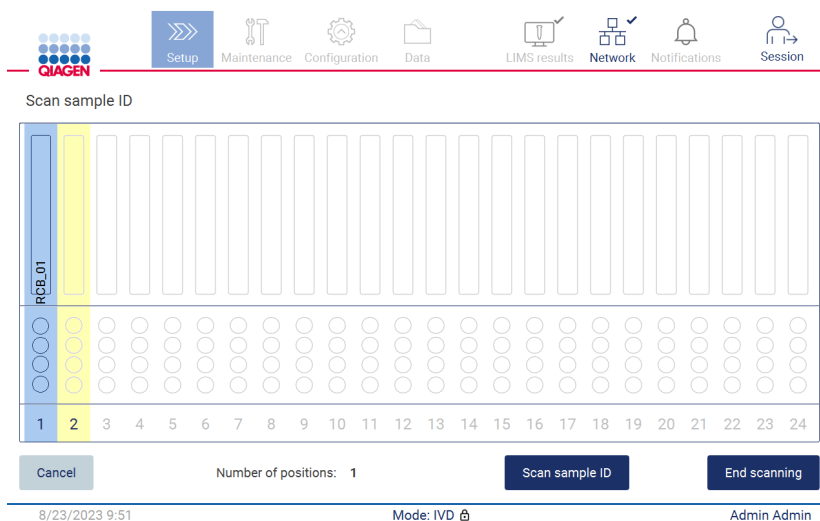 QIAGEN
Setup Maintenance Configuration Data LIMS results Network Notifications Session
Scan sample ID
RCB_01
1 2 3 4 5 6 7 8 9 10 11 12 13 14 15 16 17 18 19 20 21 22 23 24
Cancel Number of positions: 1 Scan sample ID End scanning
8/23/2023 9:51 Mode: IVD Admin Admin